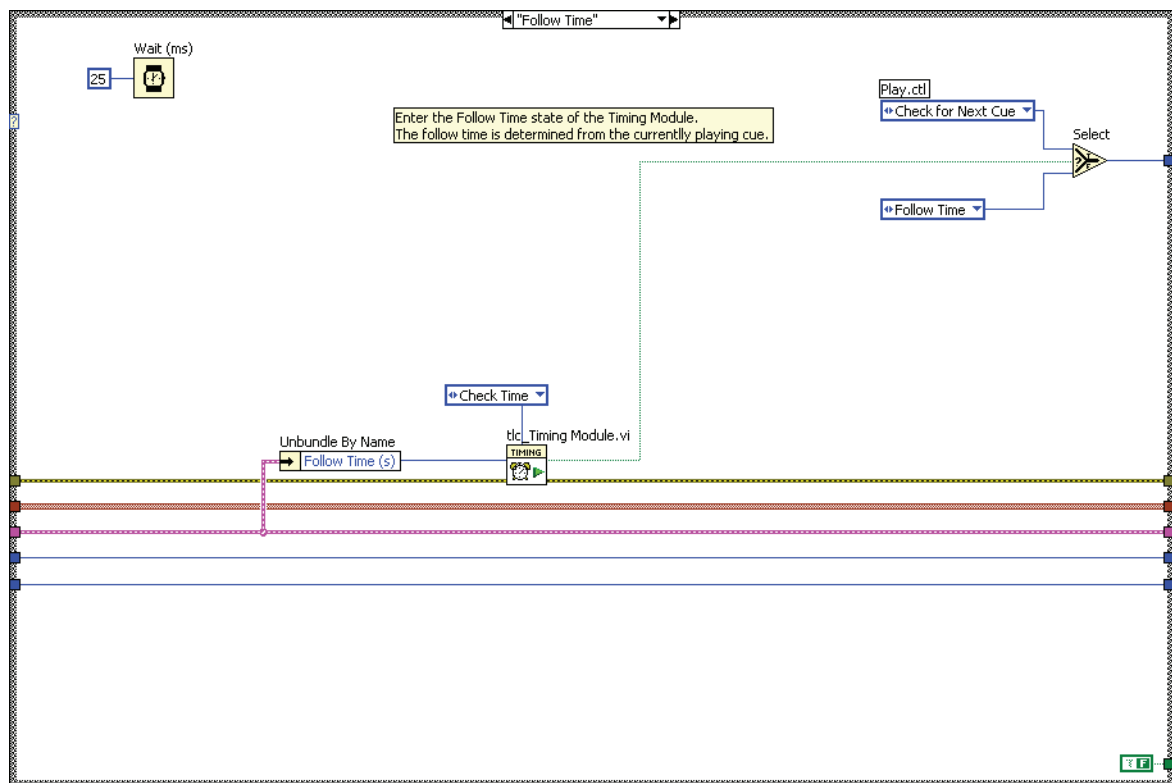 "Follow Time"
Wait (ms)
25
Play.ctl
Check for Next Cue
Enter the Follow Time state of the Timing Module.
The follow time is determined from the currentlly playing cue.
Select
?
Follow Time
Check Time
tlc_Timing Module.vi
Unbundle By Name
TIMING
Follow Time (s)
T F